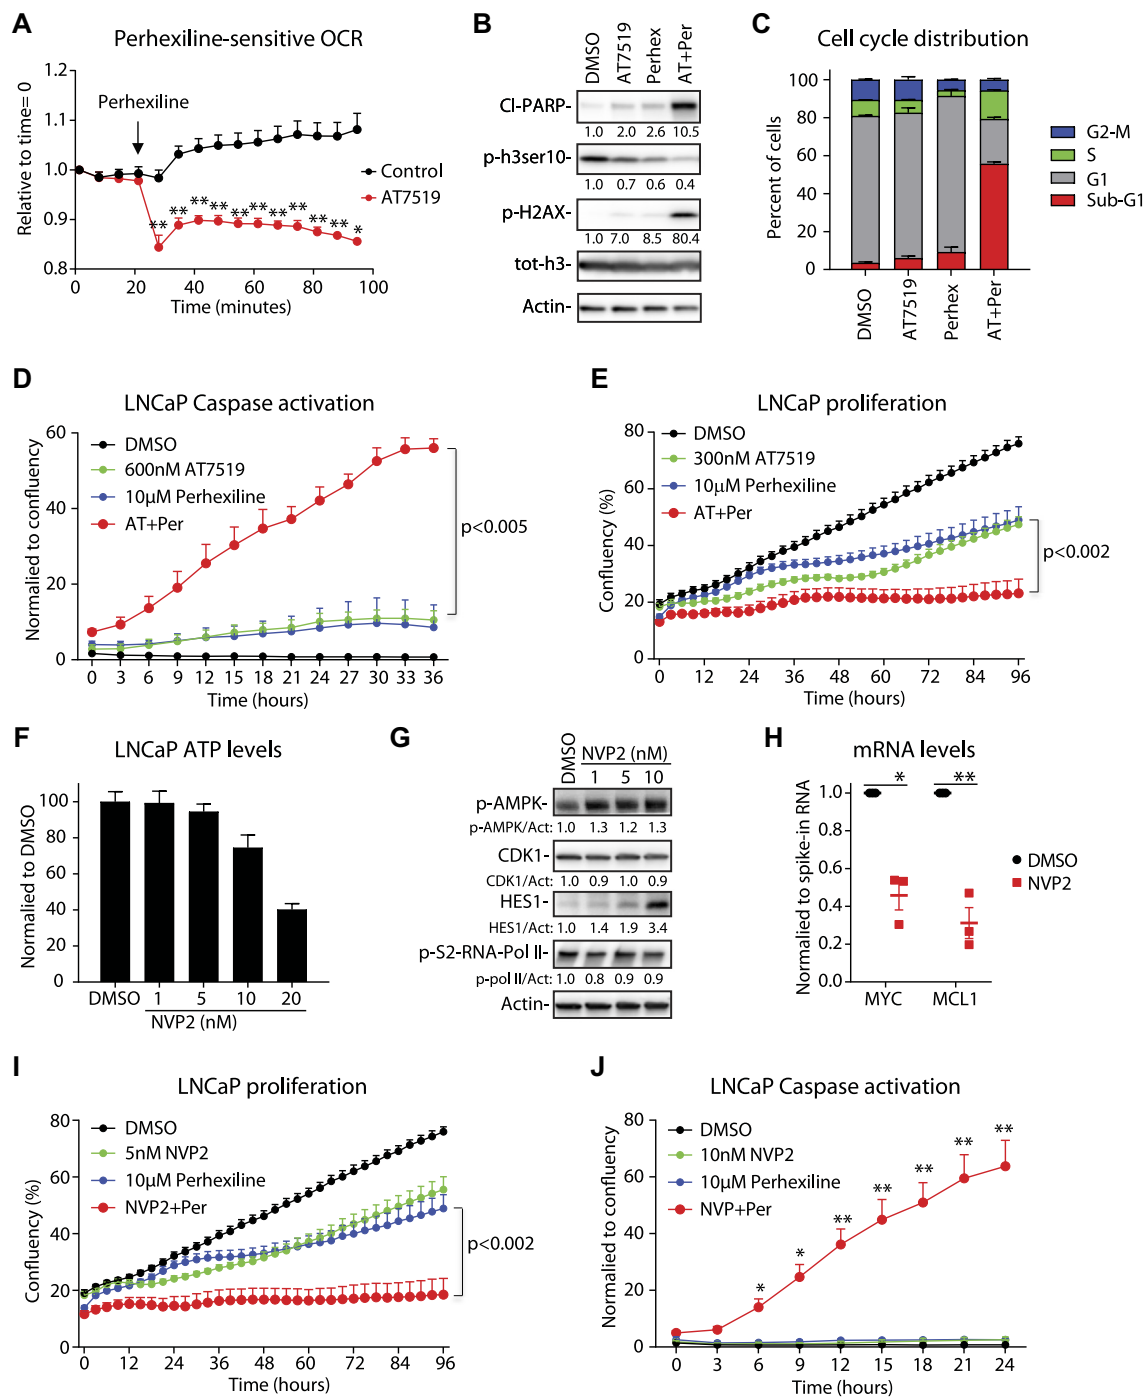 A
Perhexiline-sensitive OCR
Relative to time= 0
1.2
1.1
1.0
0.9
0.8
Perhexiline
** ** ** ** ** ** ** ** ** ** *
Control
AT7519
0 20 40 60 80 100
Time (minutes)
B
DMSO AT7519 Perhex AT+Per
Cl-PARP-
1.0 2.0 2.6 10.5
p-h3ser10-
1.0 0.7 0.6 0.4
p-H2AX-
1.0 7.0 8.5 80.4
tot-h3-
Actin-
C
Cell cycle distribution
Percent of cells
100
80
60
40
20
0
DMSO AT7519 Perhex AT+Per
G2-M
S
G1
Sub-G1
D
LNCaP Caspase activation
Normalied to confluency
60
40
20
0
DMSO
600nM AT7519
10µM Perhexiline
AT+Per
p<0.005
0 3 6 9 12 15 18 21 24 27 30 33 36
Time (hours)
E
LNCaP proliferation
Confluency (%)
80
60
40
20
0
DMSO
300nM AT7519
10µM Perhexiline
AT+Per
p<0.002
0 12 24 36 48 60 72 84 96
Time (hours)
F
LNCaP ATP levels
Normalied to DMSO
100
80
60
40
20
0
DMSO 1 5 10 20
NVP2 (nM)
G
DMSO
NVP2 (nM)
1 5 10
p-AMPK-
p-AMPK/Act: 1.0 1.3 1.2 1.3
CDK1-
CDK1/Act: 1.0 0.9 1.0 0.9
HES1-
HES1/Act: 1.0 1.4 1.9 3.4
p-S2-RNA-Pol II-
p-pol II/Act: 1.0 0.8 0.9 0.9
Actin-
H
mRNA levels
Normalied to spike-in RNA
1.0
0.8
0.6
0.4
0.2
0
* **
DMSO
NVP2
MYC MCL1
I
LNCaP proliferation
Confluency (%)
80
60
40
20
0
DMSO
5nM NVP2
10µM Perhexiline
NVP2+Per
p<0.002
0 12 24 36 48 60 72 84 96
Time (hours)
J
LNCaP Caspase activation
Normalied to confluency
100
80
60
40
20
0
DMSO
10nM NVP2
10µM Perhexiline
NVP+Per
* * ** ** ** ** **
0 3 6 9 12 15 18 21 24
Time (hours)